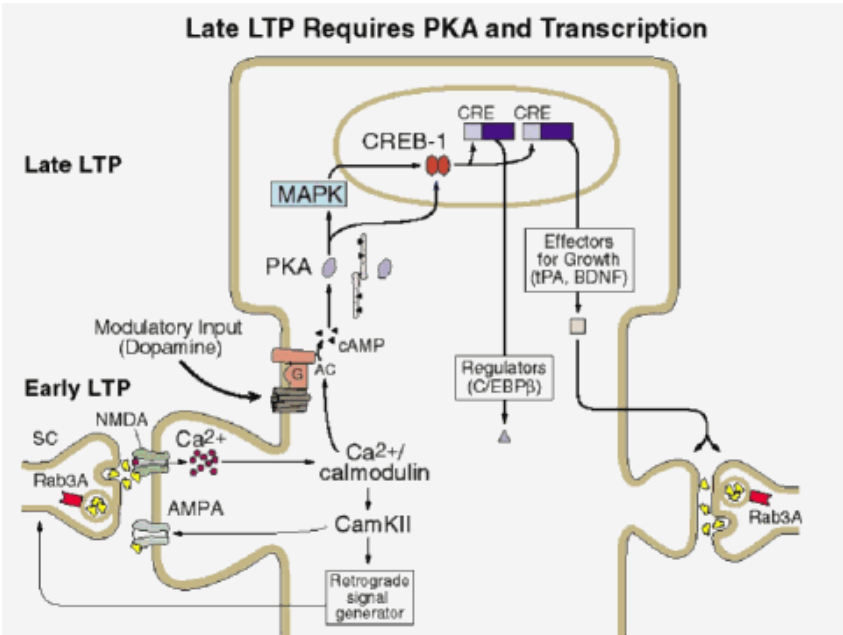 Late LTP Requires PKA and Transcription
Late LTP
CREB-1
CRE
CRE
MAPK
PKA
Effectors
for Growth
(tPA, BDNF)
Modulatory Input
(Dopamine)
cAMP
G
AC
Regulators
(C/EBPβ)
Early LTP
NMDA
SC
Ca2+
Rab3A
Ca2+/
calmodulin
AMPA
CamKII
Rab3A
Retrograde
signal
generator